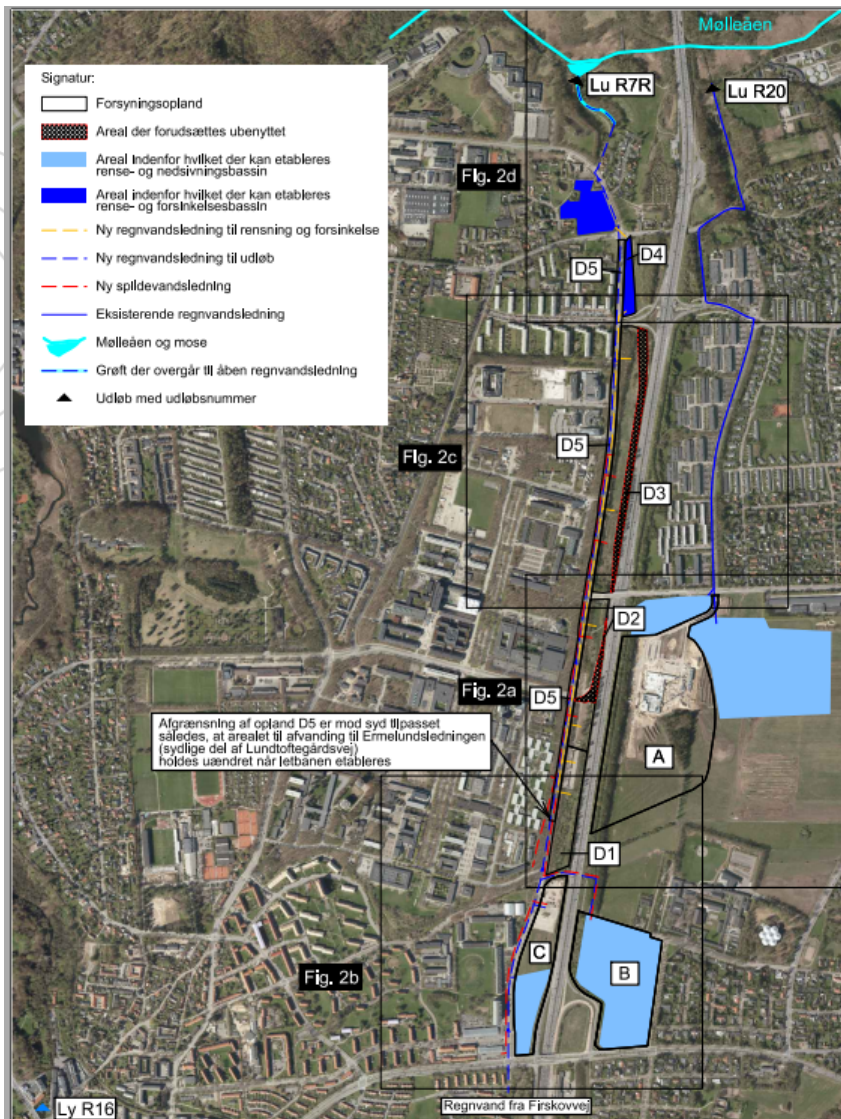 Mølleåen
Signatur:
Forsyningsopland
Areal der forudsættes ubenyttet
Areal indenfor hvilket der kan etableres
rense- og nedsivningsbassin
Areal indenfor hvilket der kan etableres
rense- og forsinkelsesbassin
Ny regnvandsledning til rensning og forsinkelse
Ny regnvandsledning til udløb
Ny spildevandsledning
Eksisterende regnvandsledning
Mølleåen og mose
Grøft der overgår til åben regnvandsledning
Udløb med udløbsnummer
Lu R7R
Lu R20
Fig. 2d
D5
D4
Fig. 2c
D5
D3
D2
Fig. 2a
D5
Afgrænsning af opland D5 er mod syd tilpasset
således, at arealet til afvanding til Ermelundsledningen
(sydlige del af Lundtoftegårdsvej)
holdes uændret når letbanen etableres
A
D1
C
B
Fig. 2b
Ly R16
Regnvand fra Firskovvej